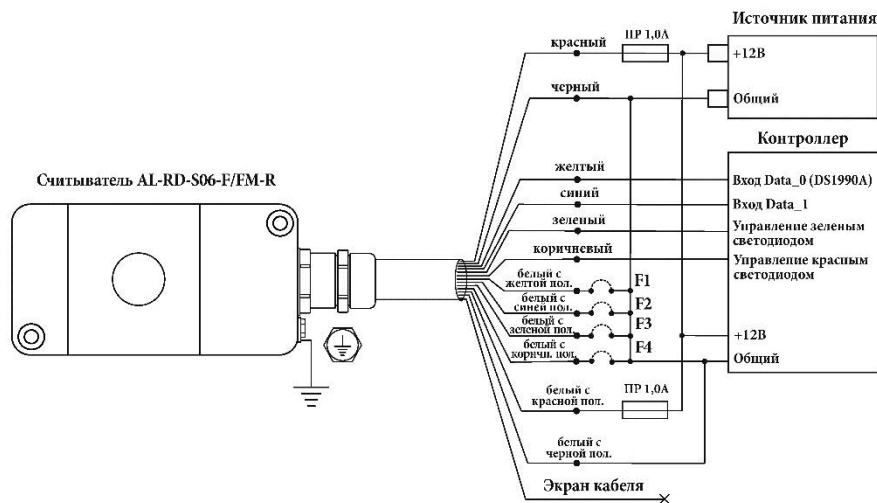 Источник питания
красный
ПР 1,0А
+12В
черный
Общий
Контроллер
Считыватель AL-RD-S06-F/FM-R
желтый
Вход Data_0 (DS1990A)
синий
Вход Data_1
зеленый
Управление зеленым
светодиодом
коричневый
Управление красным
светодиодом
белый с
желтой пол.
F1
белый с
синей пол.
F2
белый с
зеленой пол.
F3
белый с
коричн. пол.
F4
+12В
Общий
белый с
красной пол.
ПР 1,0А
белый с
черной пол.
Экран кабеля